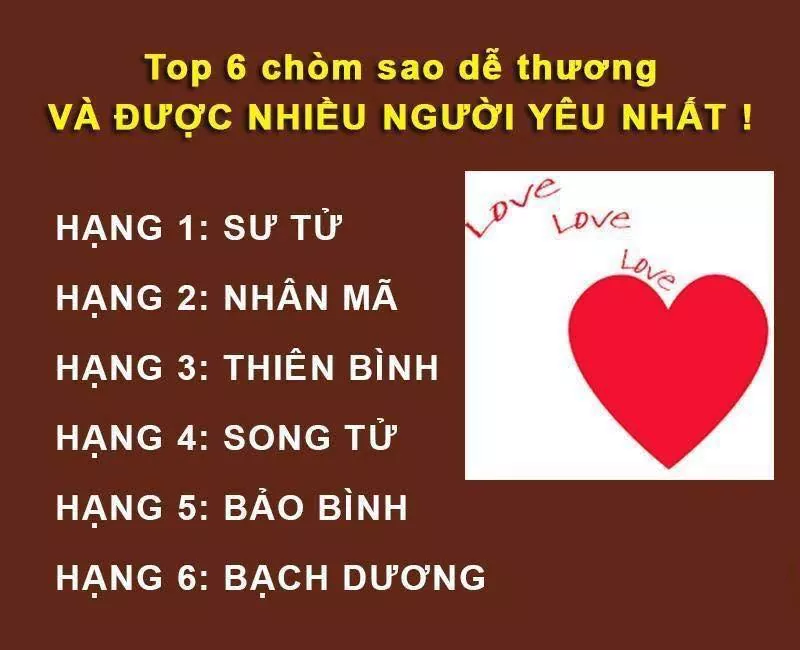 Top 6 chòm sao dễ thương
VÀ ĐƯỢC NHIỀU NGƯỜI YÊU NHẤT !
HẠNG 1: SƯ TỬ
HẠNG 2: NHÂN MÃ
HẠNG 3: THIÊN BÌNH
HẠNG 4: SONG TỬ
HẠNG 5: BẢO BÌNH
HẠNG 6: BẠCH DƯƠNG
Love
Love
Love